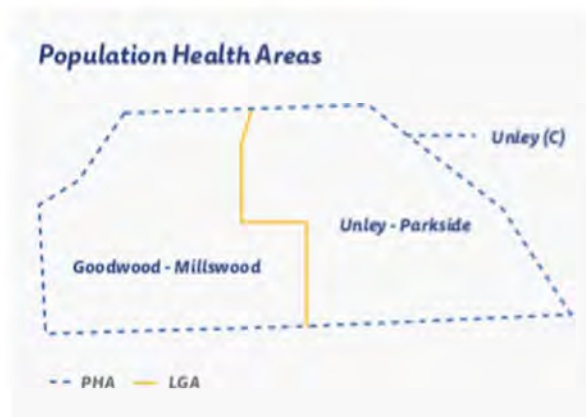 Population Health Areas
Unley (C)
Unley - Parkside
Goodwood - Millswood
PHA
LGA